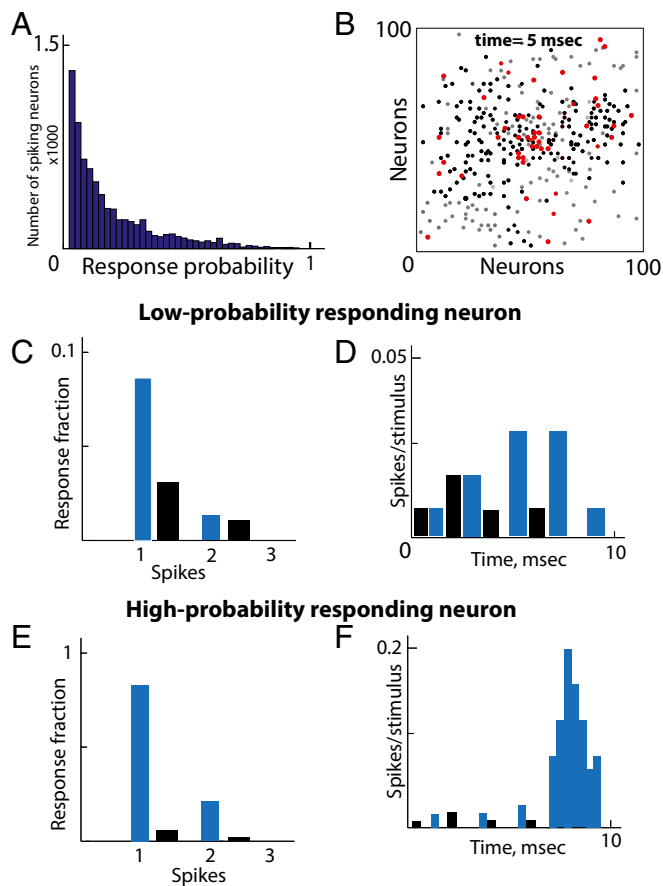 A
1.5
Number of spiking neurons
x1000
0
Response probability
1
B
100
time= 5 msec
Neurons
0
Neurons
100
Low-probability responding neuron
C
0.1
Response fraction
1
2
3
Spikes
D
0.05
Spikes/stimulus
0
Time, msec
10
High-probability responding neuron
E
1
Response fraction
1
2
3
Spikes
F
0.2
Spikes/stimulus
0
Time, msec
10